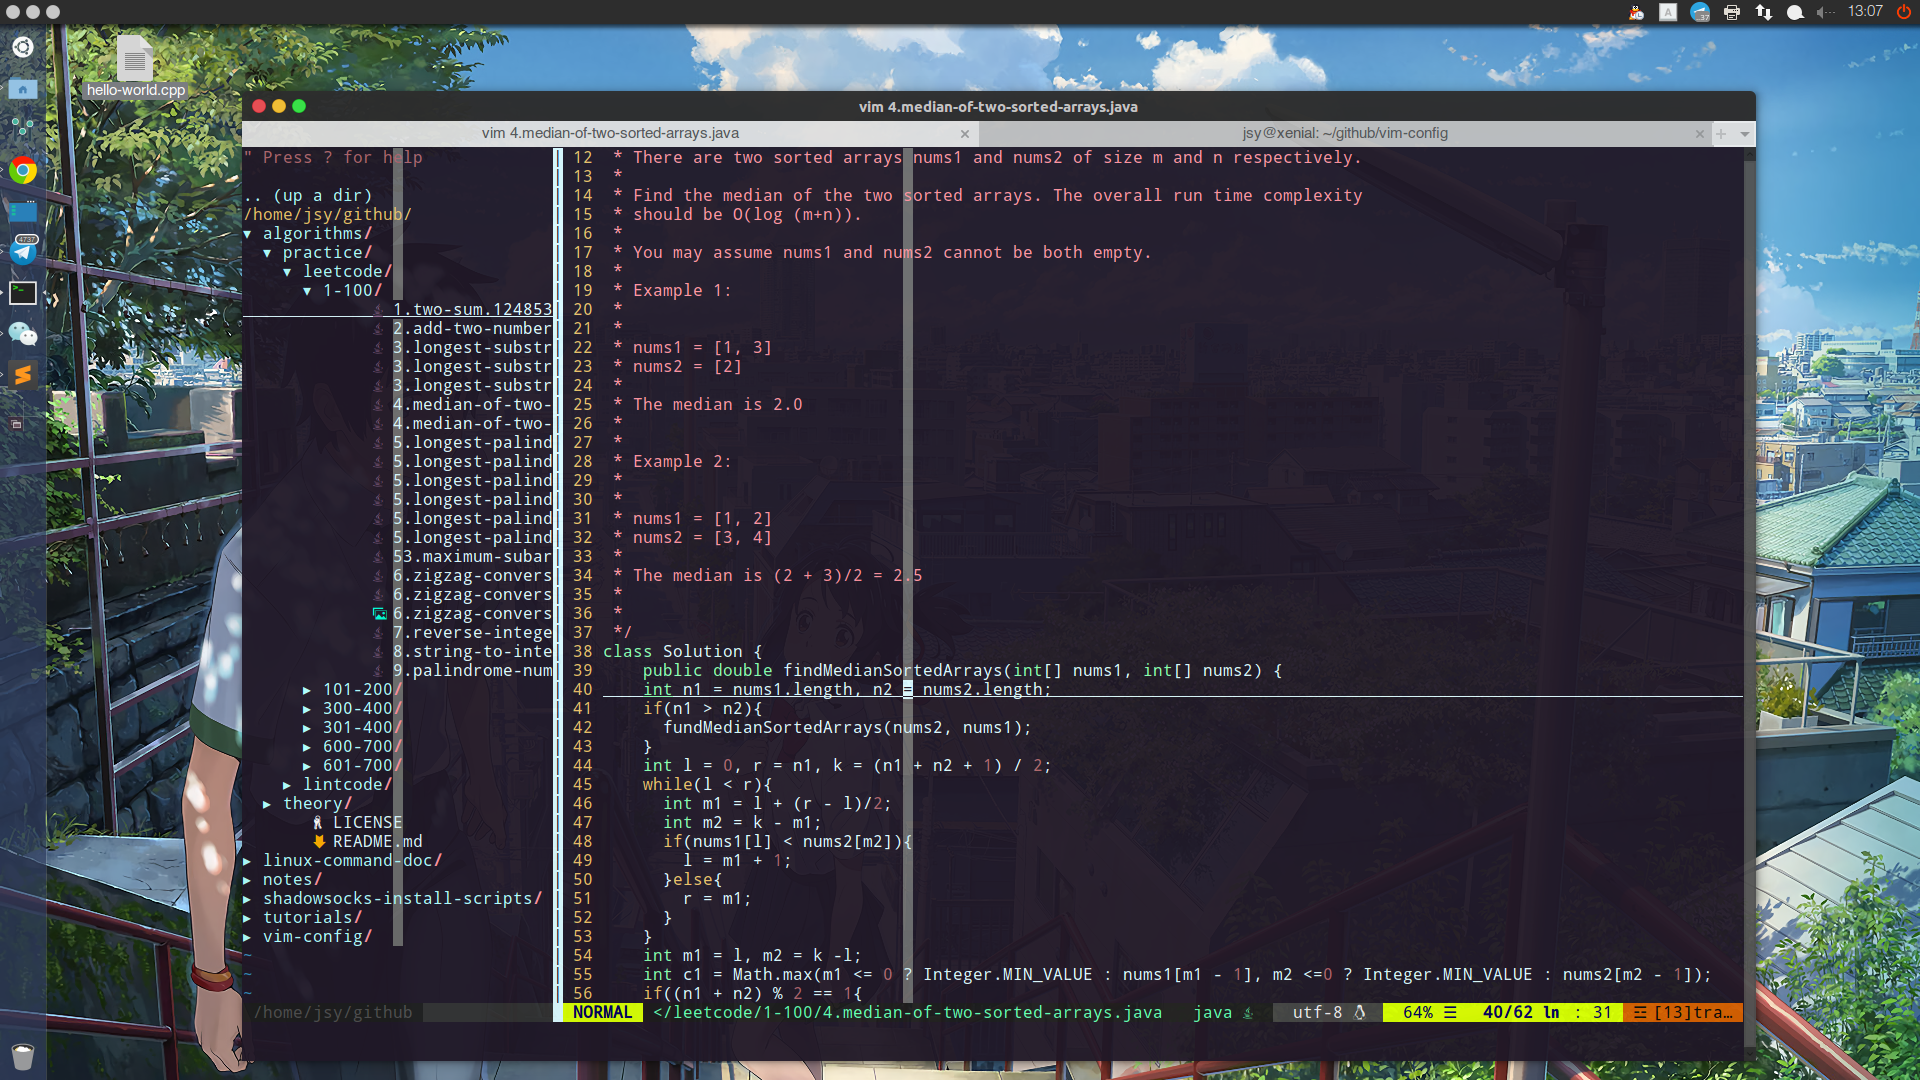 13:07
A
37
4737
hello-world.cpp
vim 4.median-of-two-sorted-arrays.java
vim 4.median-of-two-sorted-arrays.java
jsy@xenial: ~/github/vim-config
" Press ? for help
.. (up a dir)
/home/jsy/github/
▼ algorithms/
▼ practice/
▼ leetcode/
▼ 1-100/
1.two-sum.124853
2.add-two-number
3.longest-substr
3.longest-substr
3.longest-substr
4.median-of-two-
4.median-of-two-
5.longest-palind
5.longest-palind
5.longest-palind
5.longest-palind
5.longest-palind
5.longest-palind
53.maximum-subar
6.zigzag-convers
6.zigzag-convers
6.zigzag-convers
7.reverse-intege
8.string-to-inte
9.palindrome-num
▶ 101-200/
▶ 300-400/
▶ 301-400/
▶ 600-700/
▶ 601-700/
▶ lintcode/
▶ theory/
LICENSE
README.md
▶ linux-command-doc/
▶ notes/
▶ shadowsocks-install-scripts/
▶ tutorials/
▶ vim-config/
~
~
~
/home/jsy/github
12 * There are two sorted arrays nums1 and nums2 of size m and n respectively.
13 *
14 * Find the median of the two sorted arrays. The overall run time complexity
15 * should be O(log (m+n)).
16 *
17 * You may assume nums1 and nums2 cannot be both empty.
18 *
19 * Example 1:
20 *
21 *
22 * nums1 = [1, 3]
23 * nums2 = [2]
24 *
25 * The median is 2.0
26 *
27 *
28 * Example 2:
29 *
30 *
31 * nums1 = [1, 2]
32 * nums2 = [3, 4]
33 *
34 * The median is (2 + 3)/2 = 2.5
35 *
36 *
37 */
38 class Solution {
39 public double findMedianSortedArrays(int[] nums1, int[] nums2) {
40 int n1 = nums1.length, n2 = nums2.length;
41 if(n1 > n2){
42 fundMedianSortedArrays(nums2, nums1);
43 }
44 int l = 0, r = n1, k = (n1 + n2 + 1) / 2;
45 while(l < r){
46 int m1 = l + (r - l)/2;
47 int m2 = k - m1;
48 if(nums1[l] < nums2[m2]){
49 l = m1 + 1;
50 }else{
51 r = m1;
52 }
53 }
54 int m1 = l, m2 = k -l;
55 int c1 = Math.max(m1 <= 0 ? Integer.MIN_VALUE : nums1[m1 - 1], m2 <=0 ? Integer.MIN_VALUE : nums2[m2 - 1]);
56 if((n1 + n2) % 2 == 1{
NORMAL </leetcode/1-100/4.median-of-two-sorted-arrays.java java utf-8 64% ☰ 40/62 ln : 31 ☲ [13]tra…